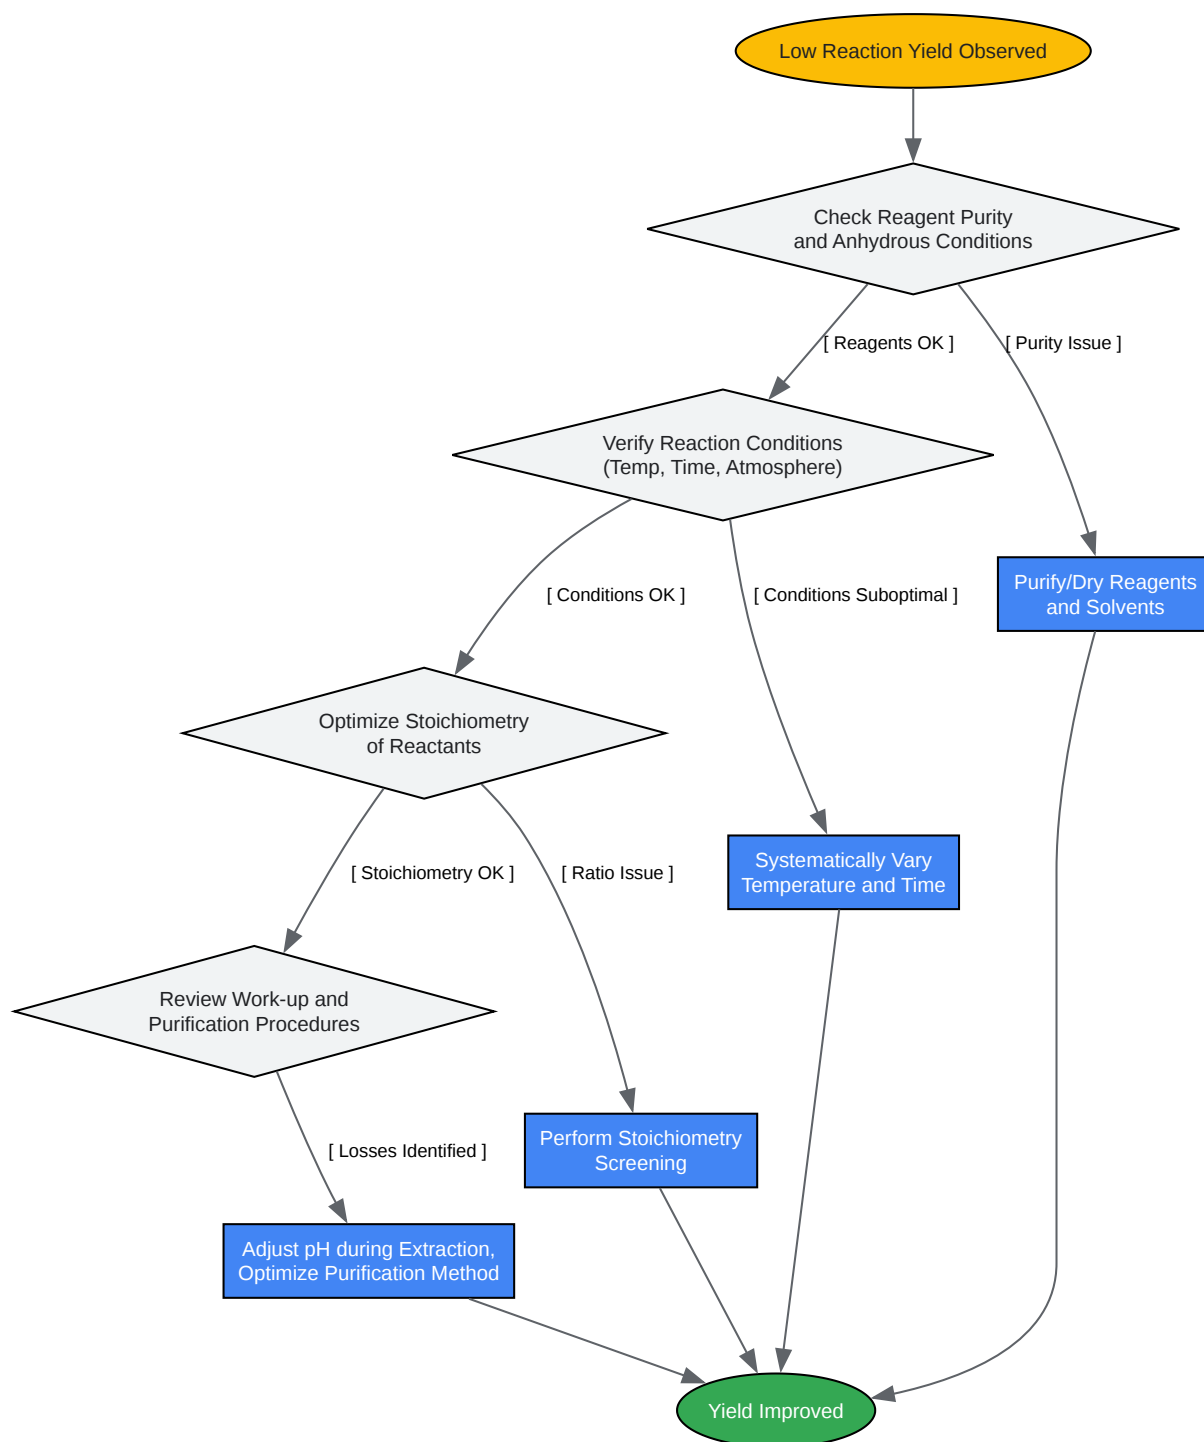 Low Reaction Yield Observed
Check Reagent Purity
and Anhydrous Conditions
[ Reagents OK ]
[ Purity Issue ]
Verify Reaction Conditions
(Temp, Time, Atmosphere)
Purify/Dry Reagents
and Solvents
[ Conditions OK ]
[ Conditions Suboptimal ]
Optimize Stoichiometry
of Reactants
Systematically Vary
Temperature and Time
[ Stoichiometry OK ]
[ Ratio Issue ]
Review Work-up and
Purification Procedures
Perform Stoichiometry
Screening
[ Losses Identified ]
Adjust pH during Extraction,
Optimize Purification Method
Yield Improved